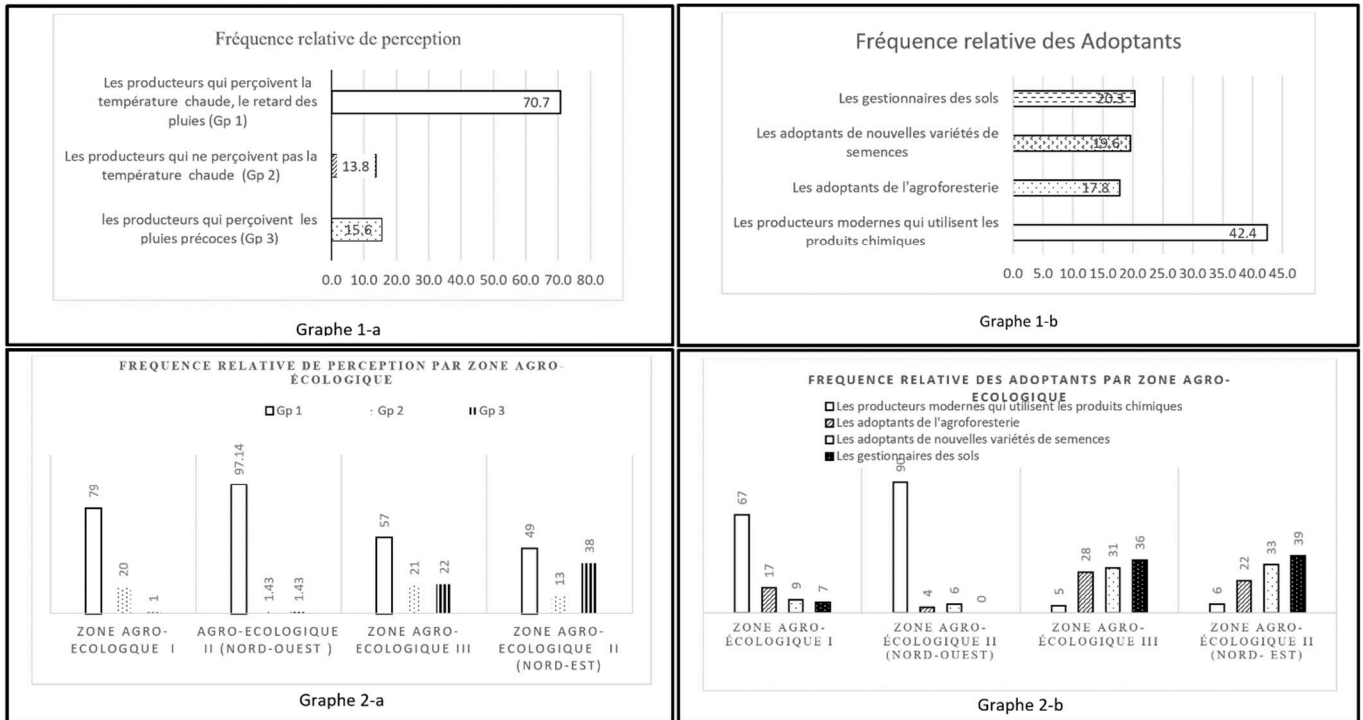 Fréquence relative de perception
Les producteurs qui perçoivent la
température chaude, le retard des
pluies (Gp 1)
70.7
Les producteurs qui ne perçoivent pas la
température chaude (Gp 2)
13.8
les producteurs qui perçoivent les
pluies précoces (Gp 3)
15.6
0.0 10.0 20.0 30.0 40.0 50.0 60.0 70.0 80.0
Graphe 1-a
Fréquence relative des Adoptants
Les gestionnaires des sols
20.3
Les adoptants de nouvelles variétés de
semences
19.6
Les adoptants de l'agroforesterie
17.8
Les producteurs modernes qui utilisent les
produits chimiques
42.4
0.0 5.0 10.0 15.0 20.0 25.0 30.0 35.0 40.0 45.0
Graphe 1-b
FREQUENCE RELATIVE DE PERCEPTION PAR ZONE AGRO-
ÉCOLOGIQUE
Gp 1 Gp 2 Gp 3
79 20 1
97.14 1.43 1.43
57 21 22
49 13 38
ZONE AGRO-
ECOLOGQUE I
AGRO-ECOLOGIQUE
II (NORD-OUEST )
ZONE AGRO-
ECOLOGIQUE III
ZONE AGRO-
ECOLOGIQUE II
(NORD-EST)
Graphe 2-a
FREQUENCE RELATIVE DES ADOPTANTS PAR ZONE AGRO-
ECOLOGIQUE
Les producteurs modernes qui utilisent les produits chimiques
Les adoptants de l'agroforesterie
Les adoptants de nouvelles variétés de semences
Les gestionnaires des sols
67 17 9 7
90 4 6 0
5 28 31 36
6 22 33 39
ZONE AGRO-
ÉCOLOGIQUE I
ZONE AGRO-
ÉCOLOGIQUE II
(NORD-OUEST)
ZONE AGRO-
ÉCOLOGIQUE III
ZONE AGRO-
ÉCOLOGIQUE II
(NORD- EST)
Graphe 2-b